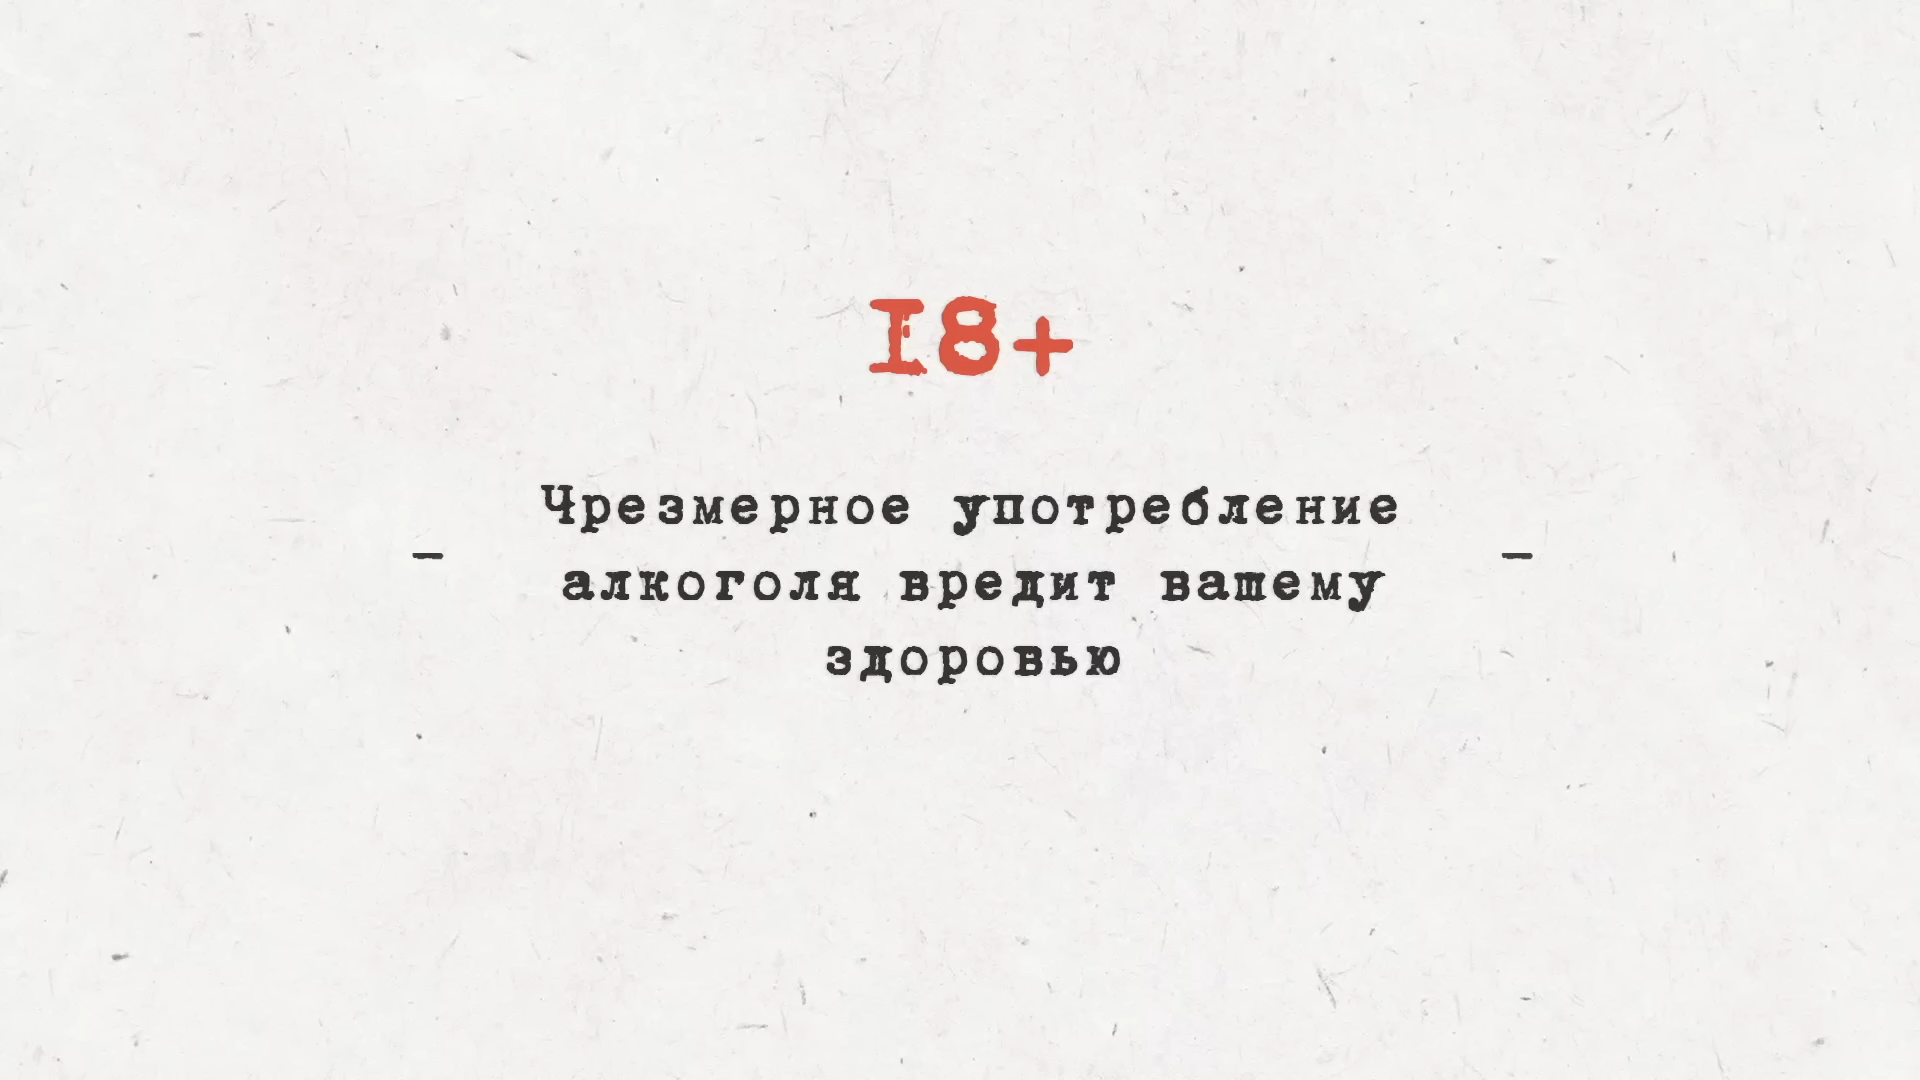 18+
Чрезмерное употребление
– алкоголя вредит вашему –
здоровью